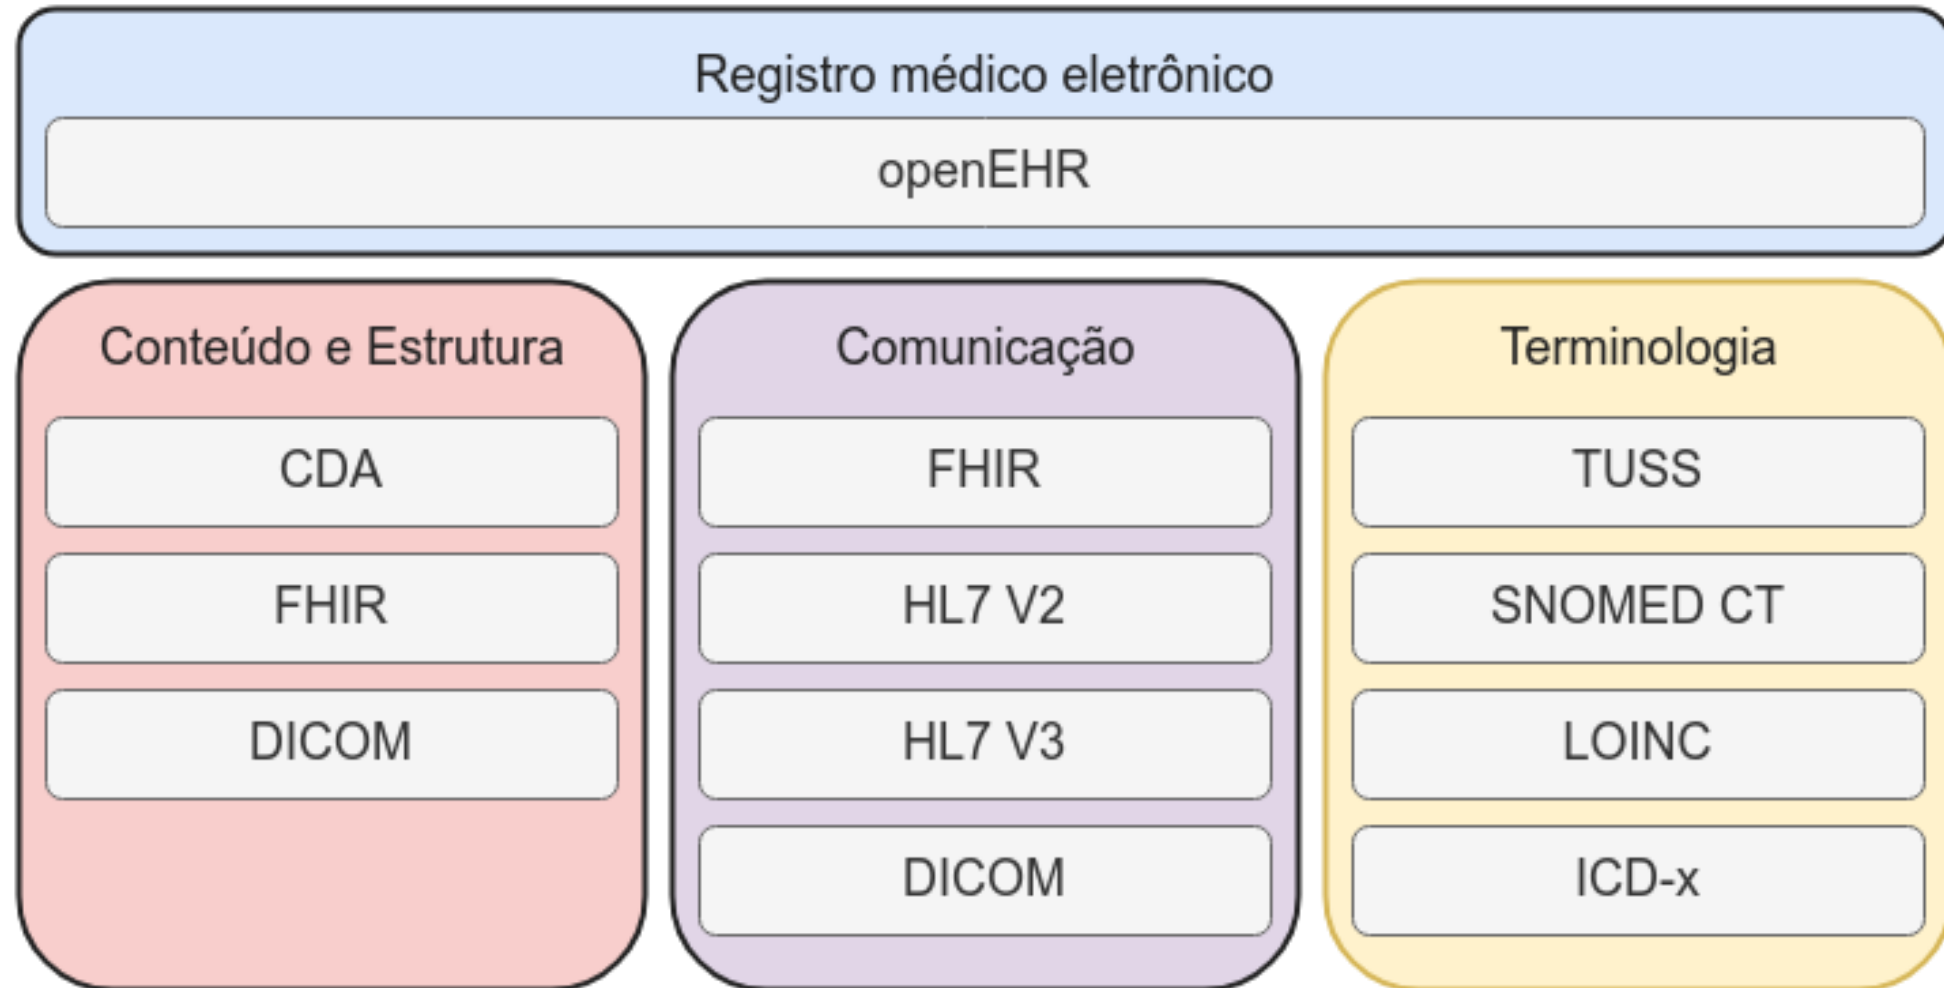 Registro médico eletrônico
openEHR
Conteúdo e Estrutura
CDA
FHIR
DICOM
Comunicação
FHIR
HL7 V2
HL7 V3
DICOM
Terminologia
TUSS
SNOMED CT
LOINC
ICD-x